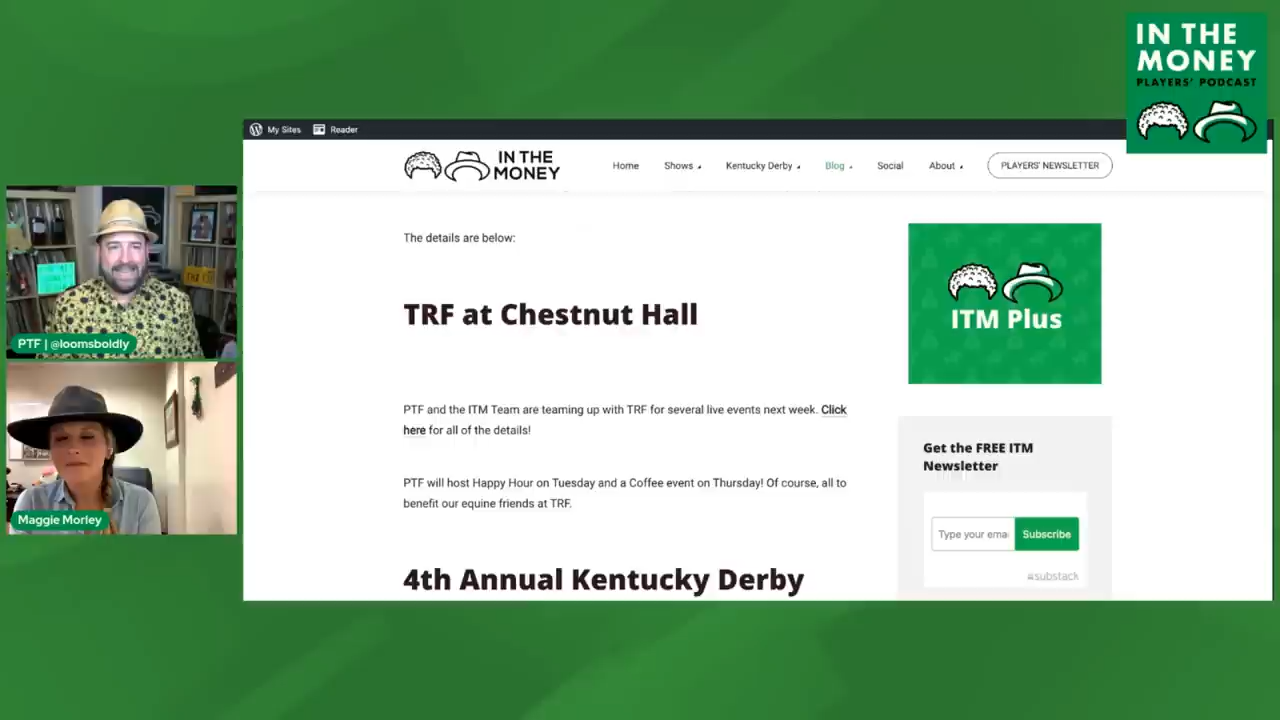 IN THE
MONEY
PLAYERS' PODCAST
My Sites
Reader
IN THE
MONEY
Home
Shows
Kentucky Derby
Blog
Social
About
PLAYERS' NEWSLETTER
The details are below:
TRF at Chestnut Hall
PTF and the ITM Team are teaming up with TRF for several live events next week. Click
here for all of the details!
PTF will host Happy Hour on Tuesday and a Coffee event on Thursday! Of course, all to
benefit our equine friends at TRF.
4th Annual Kentucky Derby
ITM Plus
Get the FREE ITM
Newsletter
Type your emai
Subscribe
substack
PTF | @loomsboldly
Maggie Morley